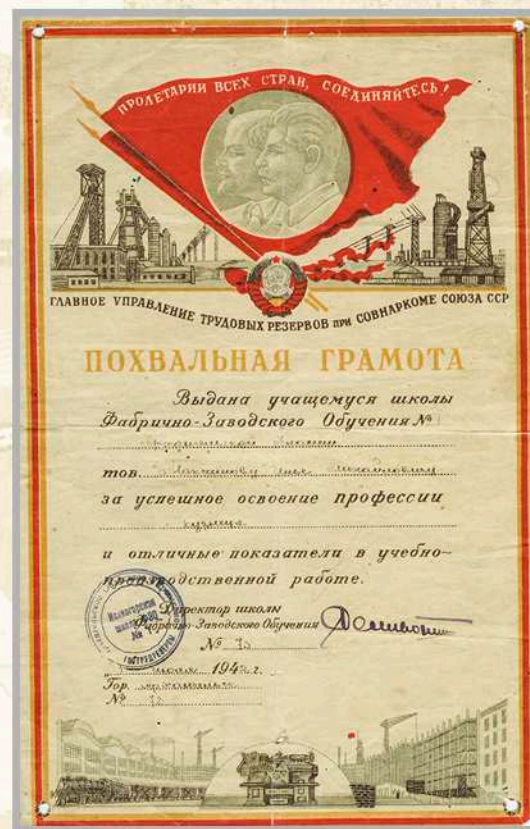 ПРОЛЕТАРИИ ВСЕХ СТРАН, СОЕДИНЯЙТЕСЬ!
ГЛАВНОЕ УПРАВЛЕНИЕ ТРУДОВЫХ РЕЗЕРВОВ ПРИ СОВНАРКОМЕ СОЮЗА ССР
ПОХВАЛЬНАЯ ГРАМОТА
Выдана учащемуся школы
Фабрично-Заводского Обучения №
тов.
за успешное освоение профессии
кузнеца
и отличные показатели в учебно-
производственной работе.
Директор школы
Фабрично-Заводского Обучения
№
194 г.
Гор.
№